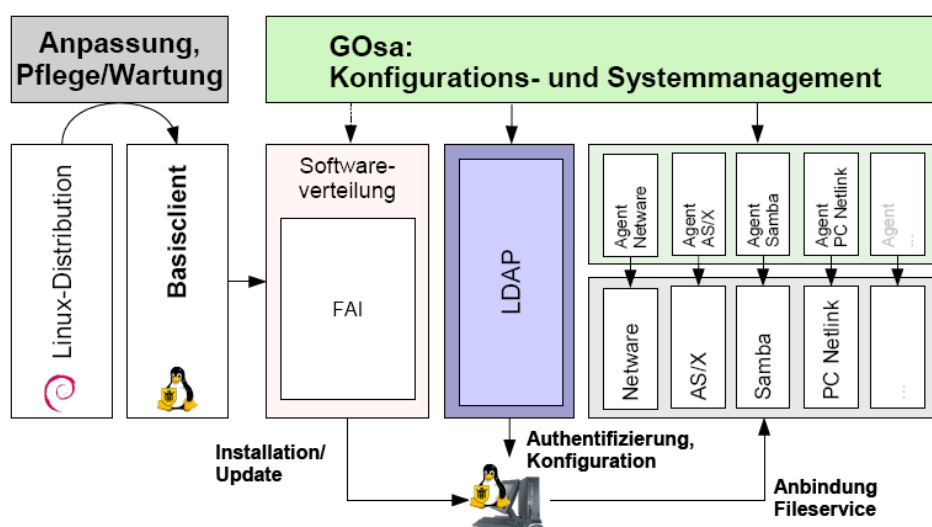 Anpassung,
Pflege/Wartung
GOsa:
Konfigurations- und Systemmanagement
Linux-Distribution
Basisclient
Software-
verteilung
FAI
LDAP
Agent
Netware
Agent
AS/X
Agent
Samba
Agent
PC Netlink
Agent
...
Netware
AS/X
Samba
PC Netlink
...
Installation/
Update
Authentifizierung,
Konfiguration
Anbindung
Fileservice